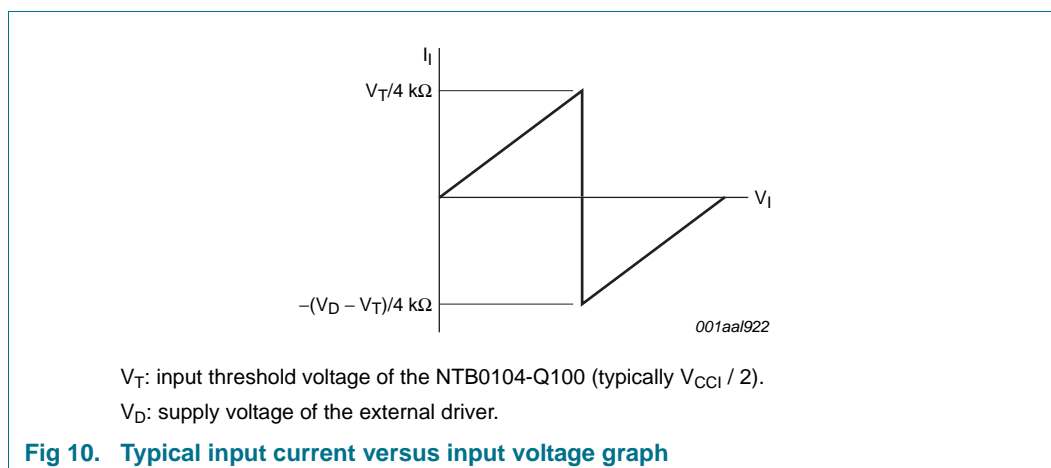 I_I
V_T/4 kΩ
V_I
−(V_D − V_T)/4 kΩ
001aal922
V_T: input threshold voltage of the NTB0104-Q100 (typically V_CCI / 2).
V_D: supply voltage of the external driver.
Fig 10. Typical input current versus input voltage graph